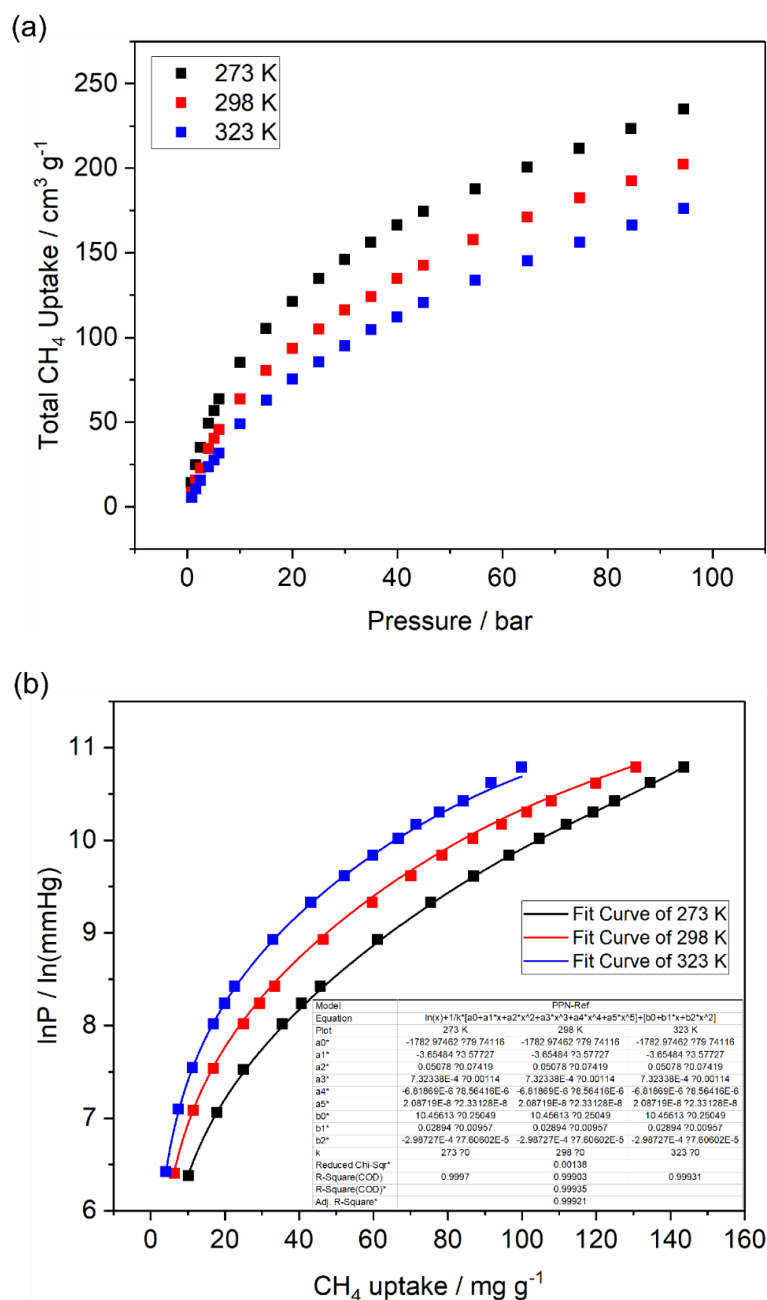 (a)
273 K
298 K
323 K
250
200
150
100
50
0
Total CH4 Uptake / cm3 g-1
0 20 40 60 80 100
Pressure / bar
(b)
11
10
9
8
7
6
lnP / ln(mmHg)
Fit Curve of 273 K
Fit Curve of 298 K
Fit Curve of 323 K
Model PPN-Ref
Equation ln(x)+1/k*[a0+a1*x+a2*x^2+a3*x^3+a4*x^4+a5*x^5]+[b0+b1*x+b2*x^2]
Plot 273 K 298 K 323 K
a0* -1782.97462 ?79.74116 -1782.97462 ?79.74116 -1782.97462 ?79.74116
a1* -3.65484 ?3.57727 -3.65484 ?3.57727 -3.65484 ?3.57727
a2* 0.05078 ?0.07419 0.05078 ?0.07419 0.05078 ?0.07419
a3* 7.32338E-4 ?0.00114 7.32338E-4 ?0.00114 7.32338E-4 ?0.00114
a4* -6.81869E-6 ?8.56416E-6 -6.81869E-6 ?8.56416E-6 -6.81869E-6 ?8.56416E-6
a5* 2.08719E-8 ?2.33128E-8 2.08719E-8 ?2.33128E-8 2.08719E-8 ?2.33128E-8
b0* 10.45613 ?0.25049 10.45613 ?0.25049 10.45613 ?0.25049
b1* 0.02894 ?0.00957 0.02894 ?0.00957 0.02894 ?0.00957
b2* -2.98727E-4 ?7.60602E-5 -2.98727E-4 ?7.60602E-5 -2.98727E-4 ?7.60602E-5
k 273 ?0 298 ?0 323 ?0
Reduced Chi-Sqr* 0.00138
R-Square(COD) 0.9997 0.99903 0.99931
R-Square(COD)* 0.99935
Adj. R-Square* 0.99921
0 20 40 60 80 100 120 140 160
CH4 uptake / mg g-1